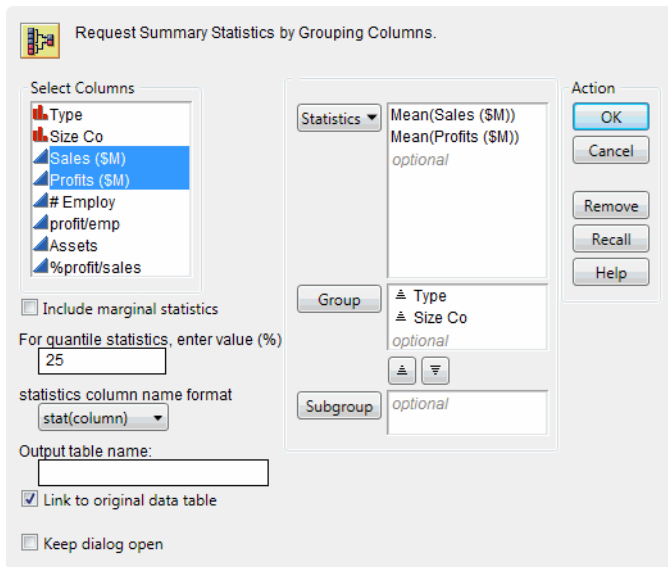 Request Summary Statistics by Grouping Columns.
Select Columns
Type
Size Co
Sales ($M)
Profits ($M)
# Employ
profit/emp
Assets
%profit/sales
Include marginal statistics
For quantile statistics, enter value (%)
25
statistics column name format
stat(column)
Output table name:
Link to original data table
Keep dialog open
Statistics
Mean(Sales ($M))
Mean(Profits ($M))
optional
Group
Type
Size Co
optional
Subgroup
optional
Action
OK
Cancel
Remove
Recall
Help